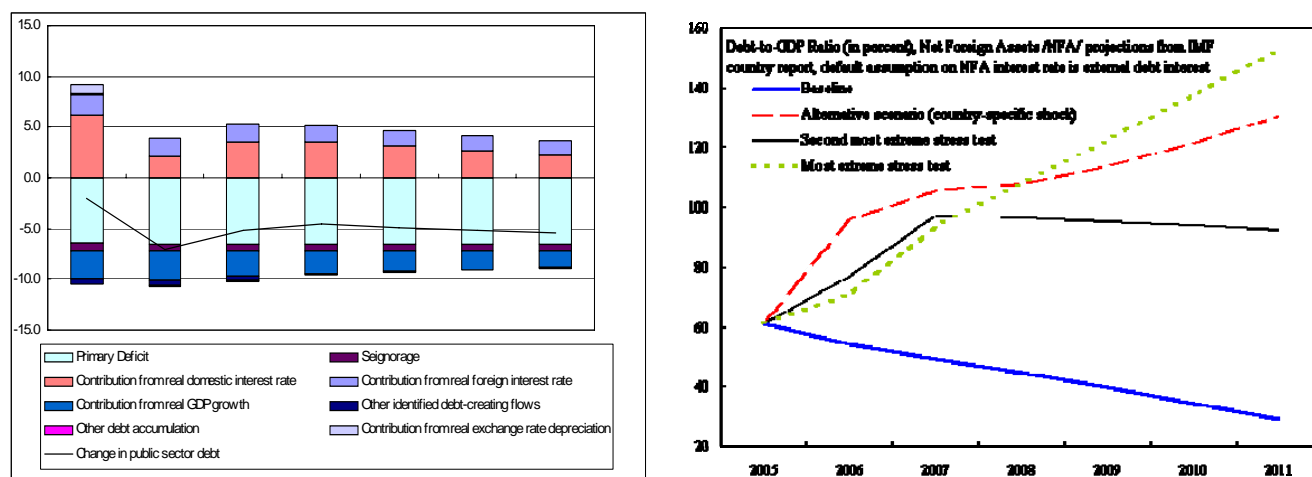 15.0
10.0
5.0
0.0
-5.0
-10.0
-15.0
Primary Deficit
Seignorage
Contribution from real domestic interest rate
Contribution from real foreign interest rate
Contribution from real GDP growth
Other identified debt-creating flows
Other debt accumulation
Contribution from real exchange rate depreciation
Change in public sector debt
160
140
120
100
80
60
40
20
Debt-to-GDP Ratio (in percent), Net Foreign Assets /NFA/ projections from IMF
country report, default assumption on NFA interest rate is external debt interest
Baseline
Alternative scenario (country-specific shock)
Second most extreme stress test
Most extreme stress test
2005 2006 2007 2008 2009 2010 2011